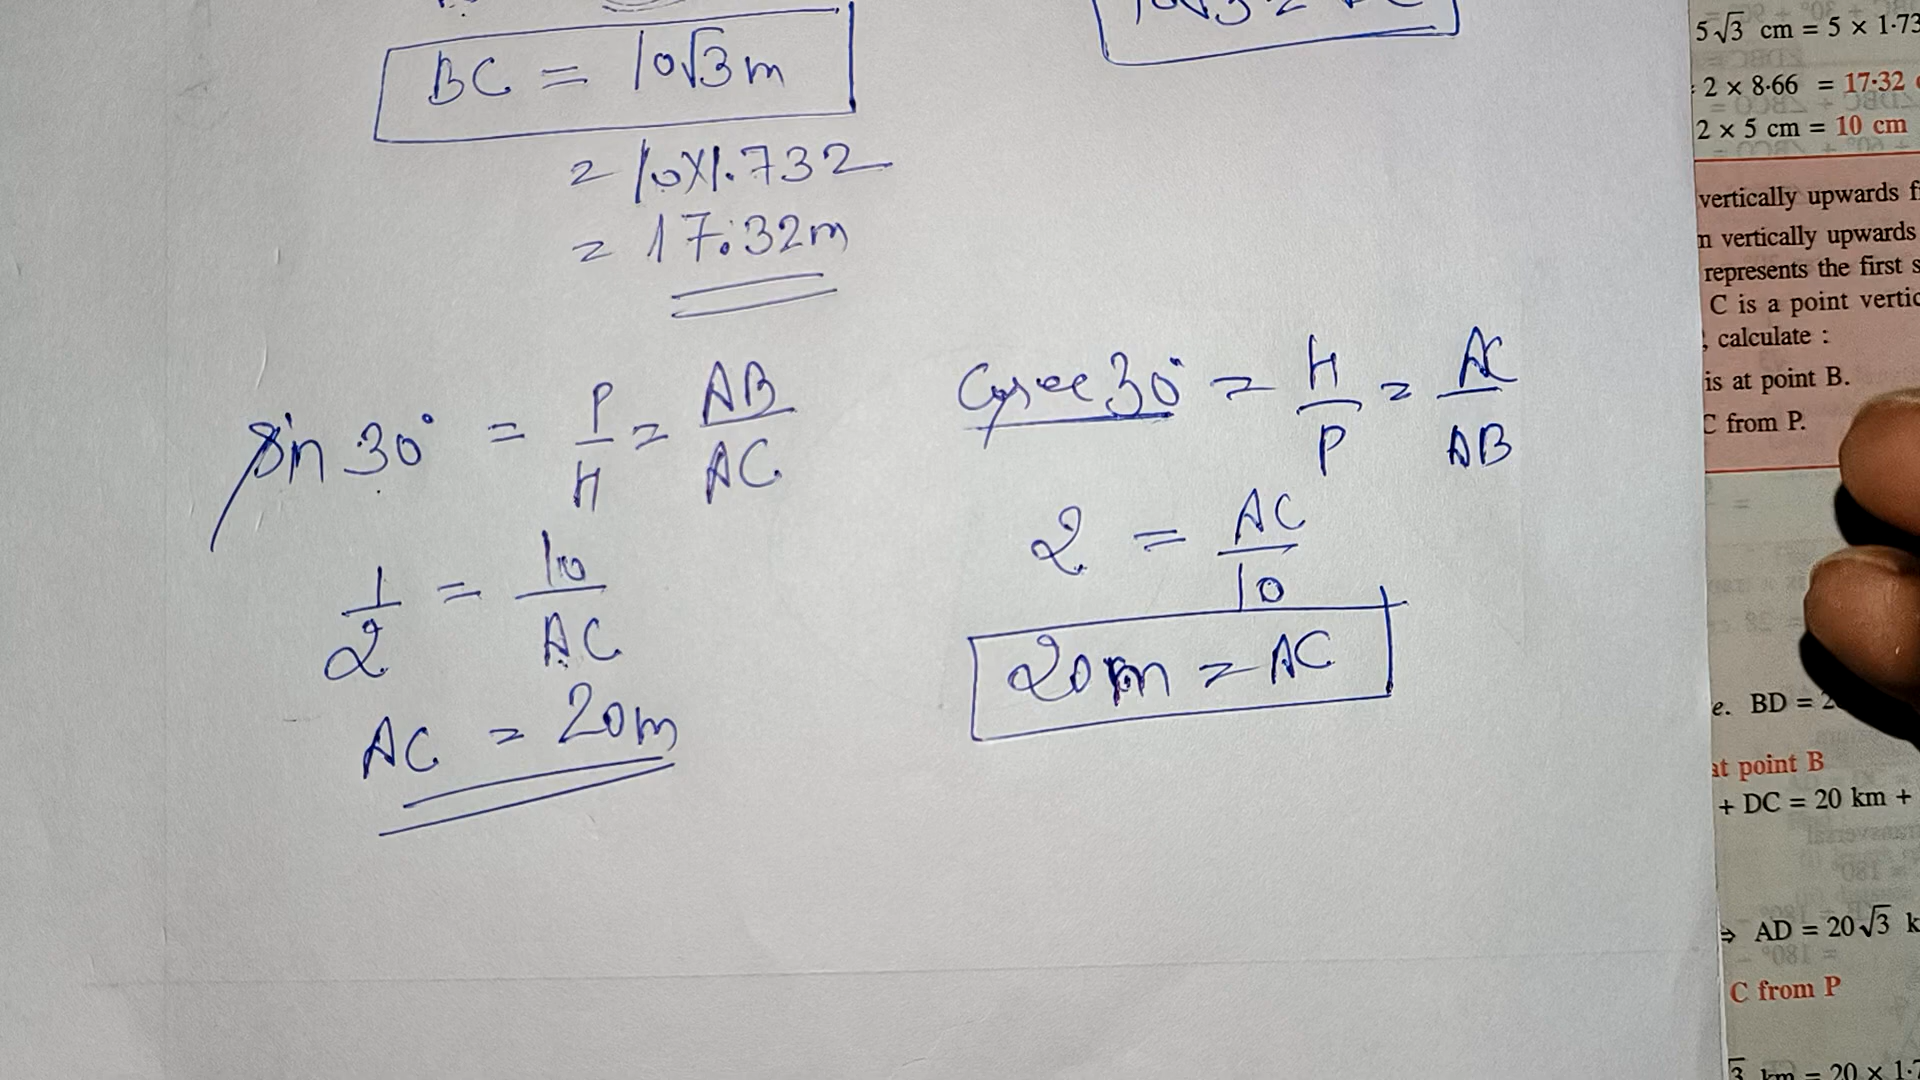 BC = 10√3 m
= 10×1.732
= 17.32m
sin 30° = P/H = AB/AC
1/2 = 10/AC
AC = 20m
Cosec 30° = H/P = AC/AB
2 = AC/10
20m = AC
5√3 cm = 5 × 1·73
2 × 8·66 = 17·32
2 × 5 cm = 10 cm
vertically upwards
vertically upwards
represents the first
C is a point
calculate :
is at point B.
C from P.
e. BD =
at point B
+ DC = 20 km +
⇒ AD = 20√3 k
C from P
km = 20 × 1·